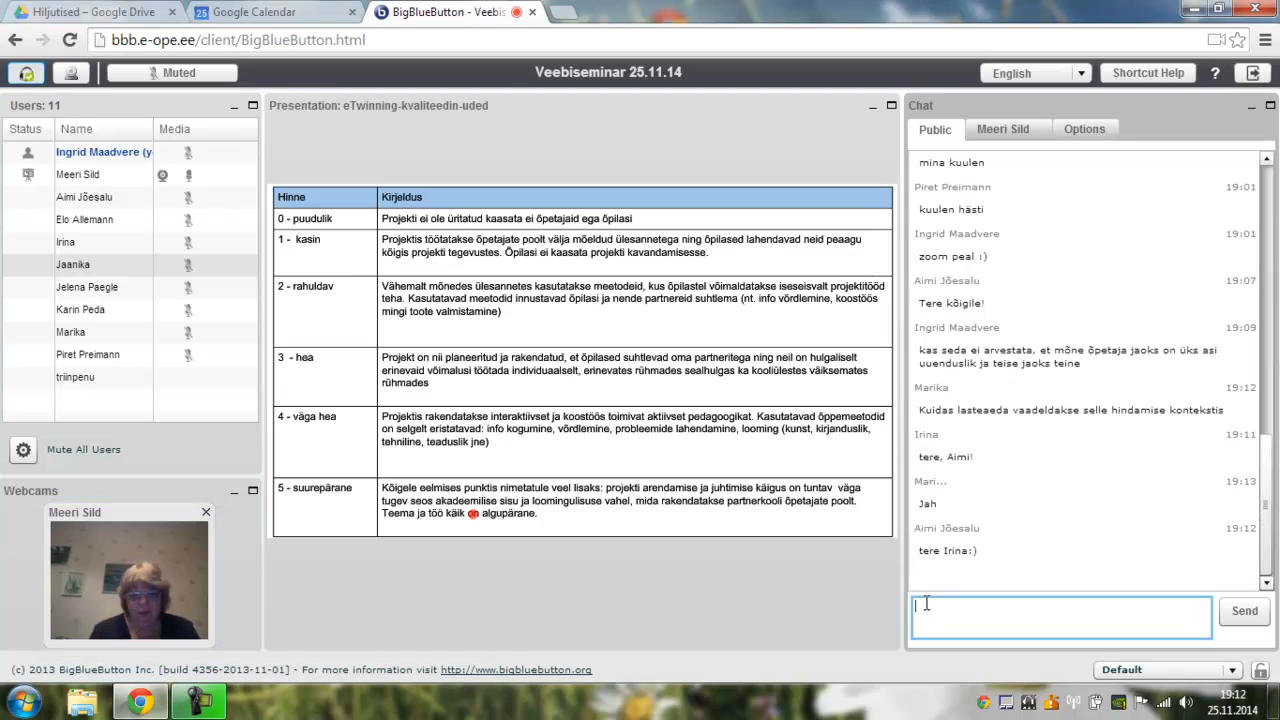 Hiljutised – Google Drive
25 Google Calendar
BigBlueButton - Veebis
bbb.e-ope.ee/client/BigBlueButton.html
Muted
Veebiseminar 25.11.14
English
Shortcut Help
?
Users: 11
Status Name Media
Ingrid Maadvere (y
Meeri Sild
Aimi Jõesalu
Elo Allemann
Irina
Jaanika
Jelena Paegle
Karin Peda
Marika
Piret Preimann
triinpenu
Mute All Users
Webcams
Meeri Sild
Presentation: eTwinning-kvaliteedin-uded
Hinne Kirjeldus
0 - puudulik Projekti ei ole üritatud kaasata ei õpetajaid ega õpilasi
1 - kasin Projektis töötatakse õpetajate poolt välja mõeldud ülesannetega ning õpilased lahendavad neid peaagu
kõigis projekti tegevustes. Õpilasi ei kaasata projekti kavandamisesse.
2 - rahuldav Vähemalt mõnedes ülesannetes kasutatakse meetodeid, kus õpilastel võimaldatakse iseseisvalt projektitööd
teha. Kasutatavad meetodid innustavad õpilasi ja nende partnereid suhtlema (nt. info võrdlemine, koostöös
mingi toote valmistamine)
3 - hea Projekt on nii planeeritud ja rakendatud, et õpilased suhtlevad oma partneritega ning neil on hulgaliselt
erinevaid võimalusi töötada individuaalselt, erinevates rühmades sealhulgas ka kooliülestes väiksemates
rühmades
4 - väga hea Projektis rakendatakse interaktiivset ja koostöös toimivat aktiivset pedagoogikat. Kasutatavad õppemeetodid
on selgelt eristatavad: info kogumine, võrdlemine, probleemide lahendamine, looming (kunst, kirjanduslik,
tehniline, teaduslik jne)
5 - suurepärane Kõigele eelmises punktis nimetatule veel lisaks: projekti arendamise ja juhtimise käigus on tuntav väga
tugev seos akadeemilise sisu ja loomingulisuse vahel, mida rakendatakse partnerkooli õpetajate poolt.
Teema ja töö käik on algupärane.
Chat
Public Meeri Sild Options
mina kuulen
Piret Preimann 19:01
kuulen hästi
Ingrid Maadvere 19:01
zoom peal :)
Aimi Jõesalu 19:07
Tere kõigile!
Ingrid Maadvere 19:09
kas seda ei arvestata, et mõne õpetaja jaoks on üks asi
uuenduslik ja teise jaoks teine
Marika 19:12
Kuidas lasteaeda vaadeldakse selle hindamise kontekstis
Irina 19:11
tere, Aimi!
Mari... 19:13
Jah
Aimi Jõesalu 19:12
tere Irina:)
Send
(c) 2013 BigBlueButton Inc. [build 4356-2013-11-01] - For more information visit http://www.bigbluebutton.org
Default
19:12
25.11.2014